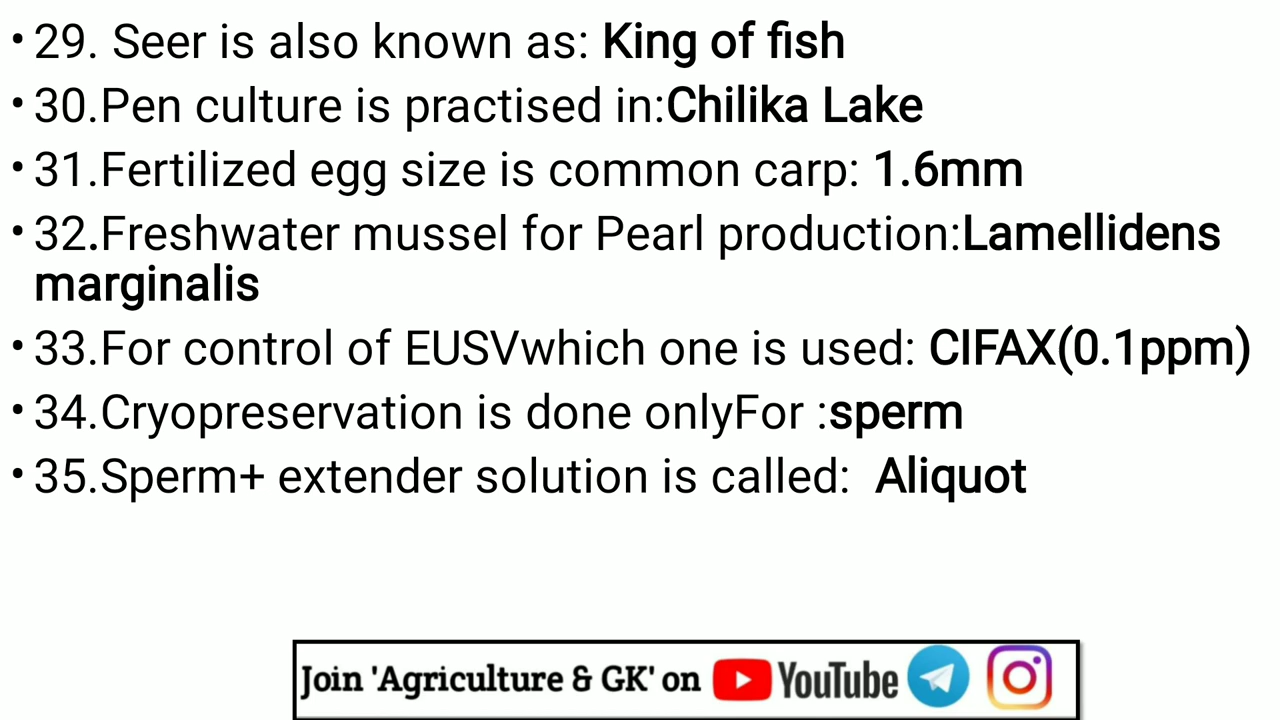 • 29. Seer is also known as: King of fish
• 30.Pen culture is practised in:Chilika Lake
• 31.Fertilized egg size is common carp: 1.6mm
• 32.Freshwater mussel for Pearl production:Lamellidens
marginalis
• 33.For control of EUSVwhich one is used: CIFAX(0.1ppm)
• 34.Cryopreservation is done onlyFor :sperm
• 35.Sperm+ extender solution is called:  Aliquot
Join 'Agriculture & GK' on YouTube